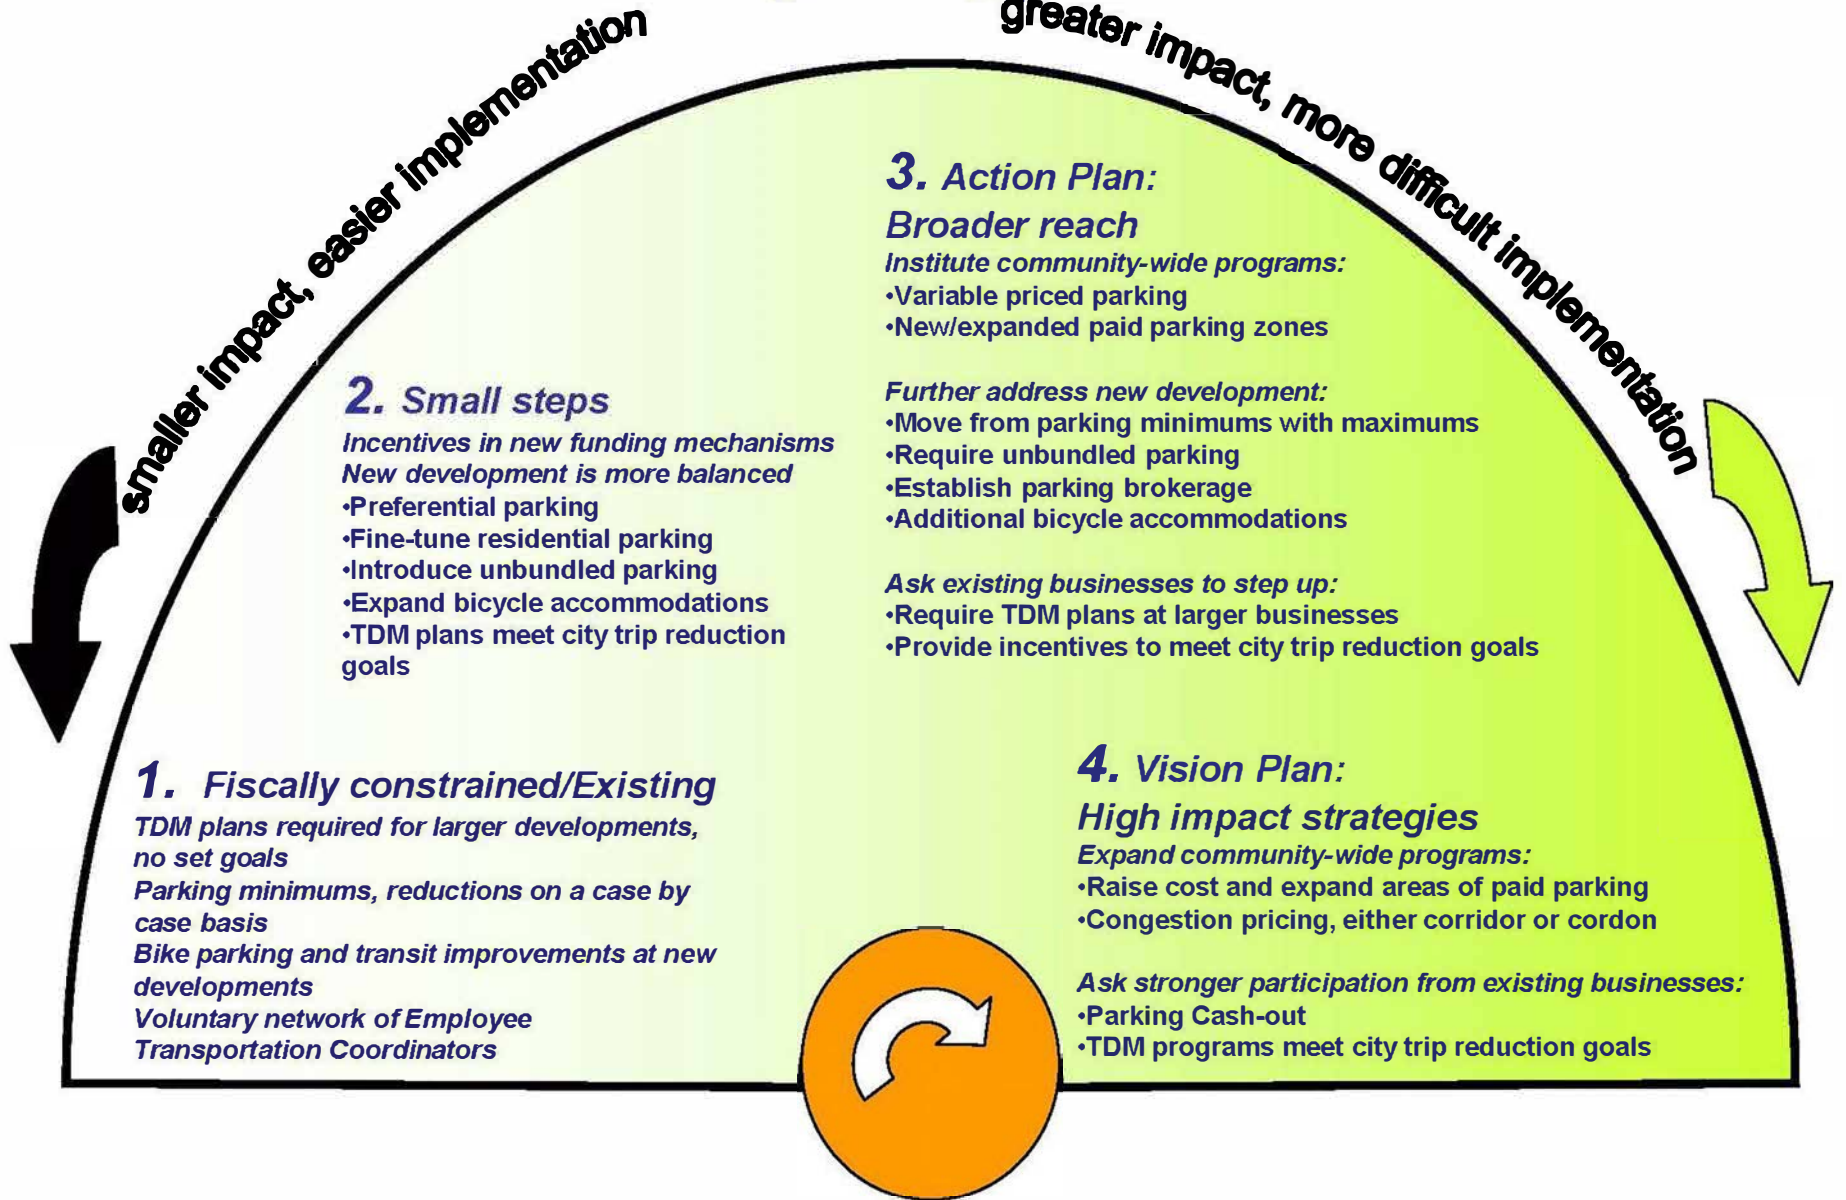 smaller impact, easier implementation
greater impact, more difficult implementation
1. Fiscally constrained/Existing
TDM plans required for larger developments,
no set goals
Parking minimums, reductions on a case by
case basis
Bike parking and transit improvements at new
developments
Voluntary network of Employee
Transportation Coordinators
2. Small steps
Incentives in new funding mechanisms
New development is more balanced
•Preferential parking
•Fine-tune residential parking
•Introduce unbundled parking
•Expand bicycle accommodations
•TDM plans meet city trip reduction
goals
3. Action Plan:
Broader reach
Institute community-wide programs:
•Variable priced parking
•New/expanded paid parking zones
Further address new development:
•Move from parking minimums with maximums
•Require unbundled parking
•Establish parking brokerage
•Additional bicycle accommodations
Ask existing businesses to step up:
•Require TDM plans at larger businesses
•Provide incentives to meet city trip reduction goals
4. Vision Plan:
High impact strategies
Expand community-wide programs:
•Raise cost and expand areas of paid parking
•Congestion pricing, either corridor or cordon
Ask stronger participation from existing businesses:
•Parking Cash-out
•TDM programs meet city trip reduction goals